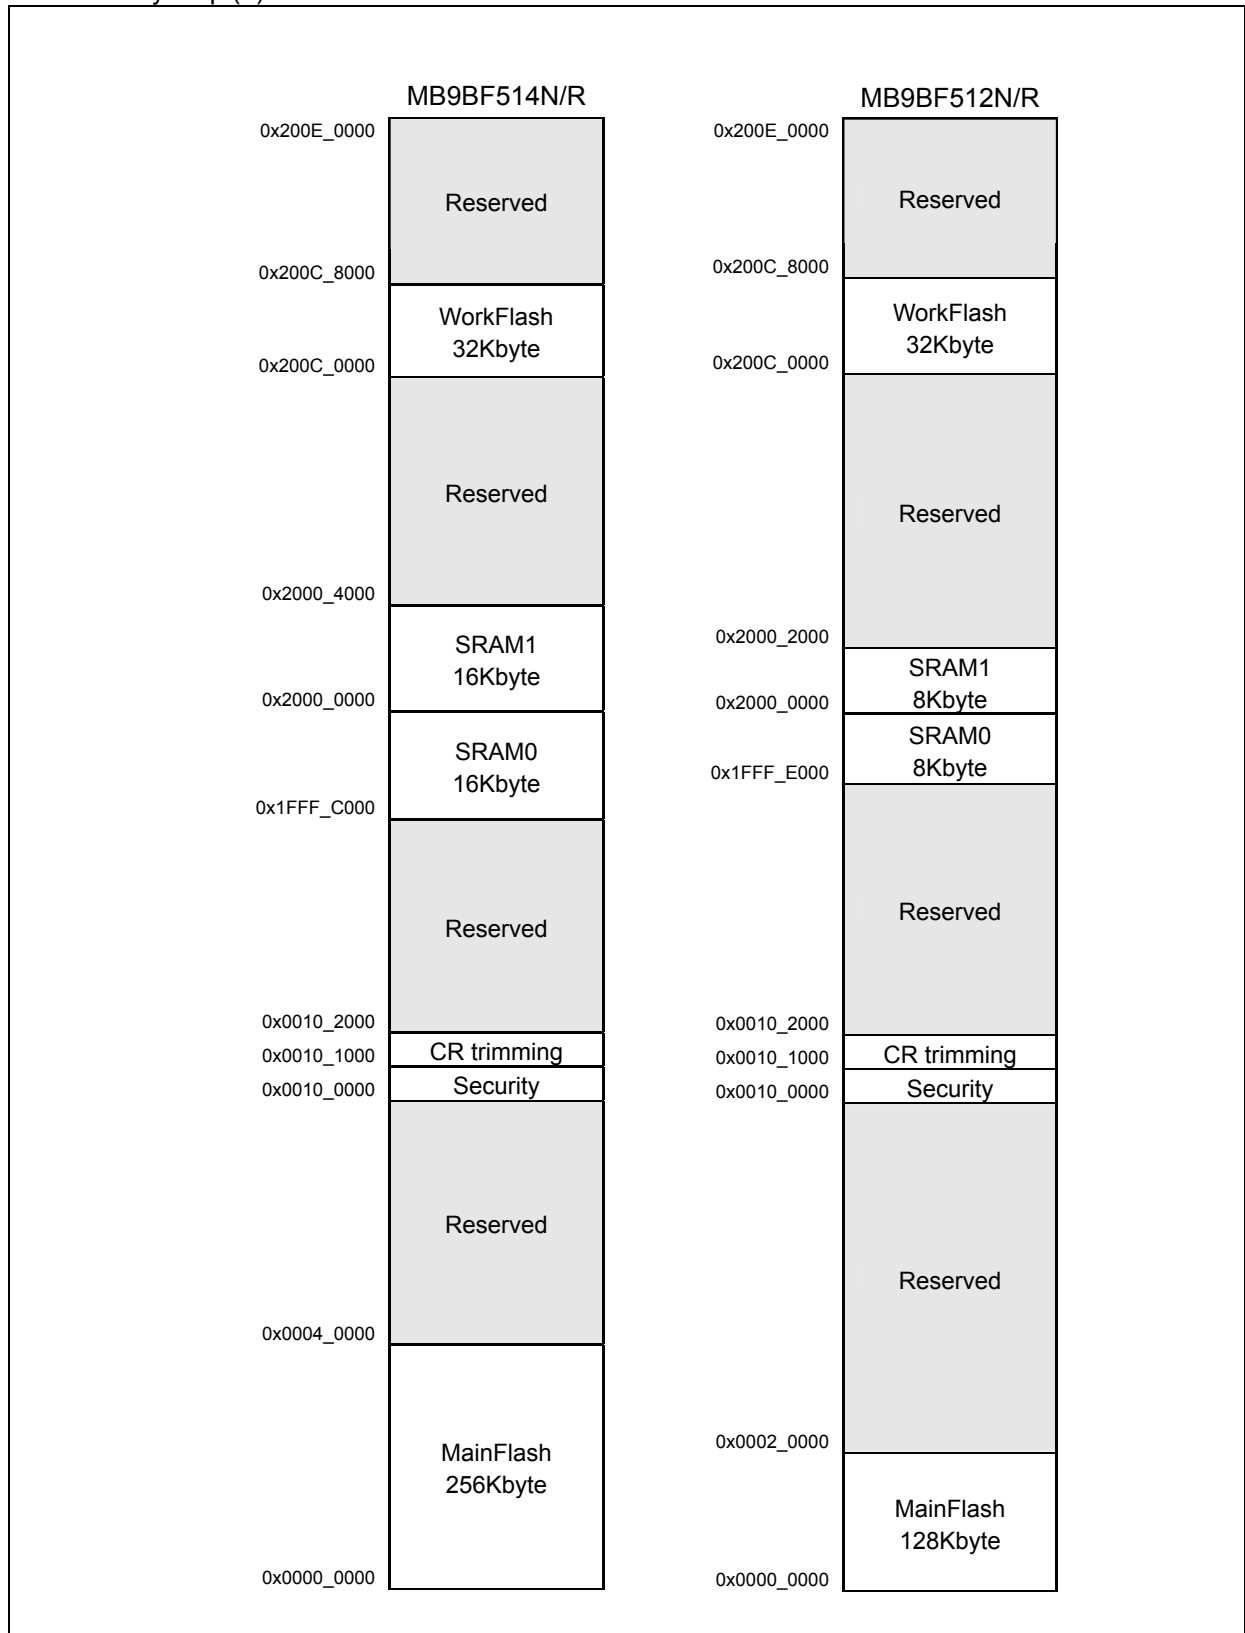 MB9BF514N/R
0x200E_0000
Reserved
0x200C_8000
WorkFlash
32Kbyte
0x200C_0000
Reserved
0x2000_4000
SRAM1
16Kbyte
0x2000_0000
SRAM0
16Kbyte
0x1FFF_C000
Reserved
0x0010_2000
CR trimming
0x0010_1000
Security
0x0010_0000
Reserved
0x0004_0000
MainFlash
256Kbyte
0x0000_0000
MB9BF512N/R
0x200E_0000
Reserved
0x200C_8000
WorkFlash
32Kbyte
0x200C_0000
Reserved
0x2000_2000
SRAM1
8Kbyte
0x2000_0000
SRAM0
8Kbyte
0x1FFF_E000
Reserved
0x0010_2000
CR trimming
0x0010_1000
Security
0x0010_0000
Reserved
0x0002_0000
MainFlash
128Kbyte
0x0000_0000